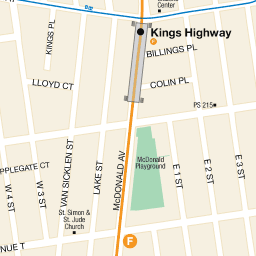 Center
Kings Highway
F
BILLINGS PL
KINGS PL
LLOYD CT
COLIN PL
PS 215
McDonald
Playground
PPLEGATE CT
W 4 ST
W 3 ST
VAN SICKLEN ST
LAKE ST
McDONALD AV
E 1 ST
E 2 ST
E 3 ST
St. Simon &
St. Jude
Church
NUE T
F